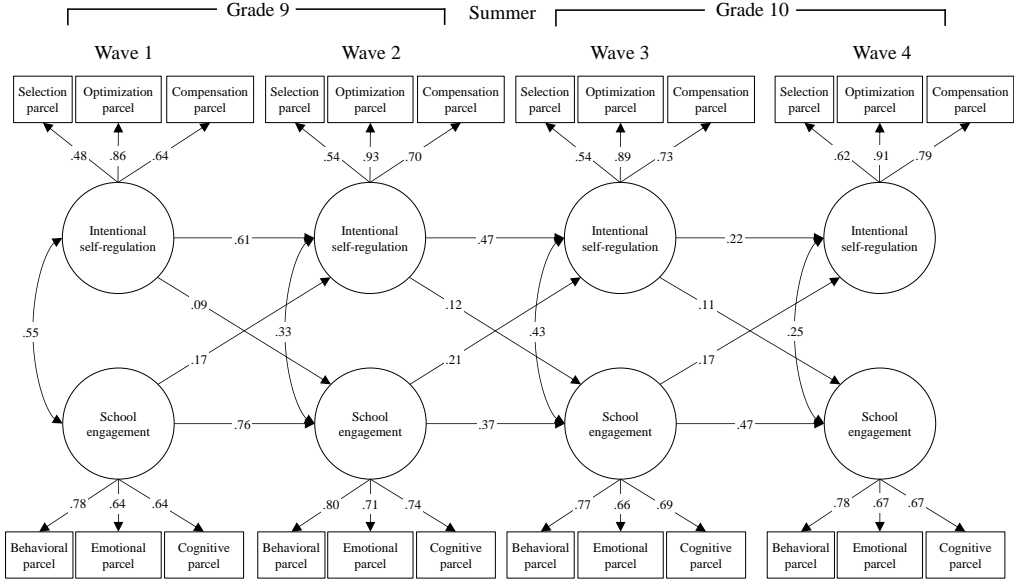 Grade 9 Summer Grade 10
Wave 1 Wave 2 Wave 3 Wave 4
Selection Optimization Compensation Selection Optimization Compensation Selection Optimization Compensation Selection Optimization Compensation
parcel parcel parcel parcel parcel parcel parcel parcel parcel parcel parcel parcel
.48 .86 .64 .54 .93 .70 .54 .89 .73 .62 .91 .79
Intentional Intentional Intentional Intentional
self-regulation self-regulation self-regulation self-regulation
.61 .47 .22
.09 .12 .11
.55 .33 .43 .25
.17 .21 .17
School School School School
engagement engagement engagement engagement
.76 .37 .47
.78 .64 .64 .80 .71 .74 .77 .66 .69 .78 .67 .67
Behavioral Emotional Cognitive Behavioral Emotional Cognitive Behavioral Emotional Cognitive Behavioral Emotional Cognitive
parcel parcel parcel parcel parcel parcel parcel parcel parcel parcel parcel parcel